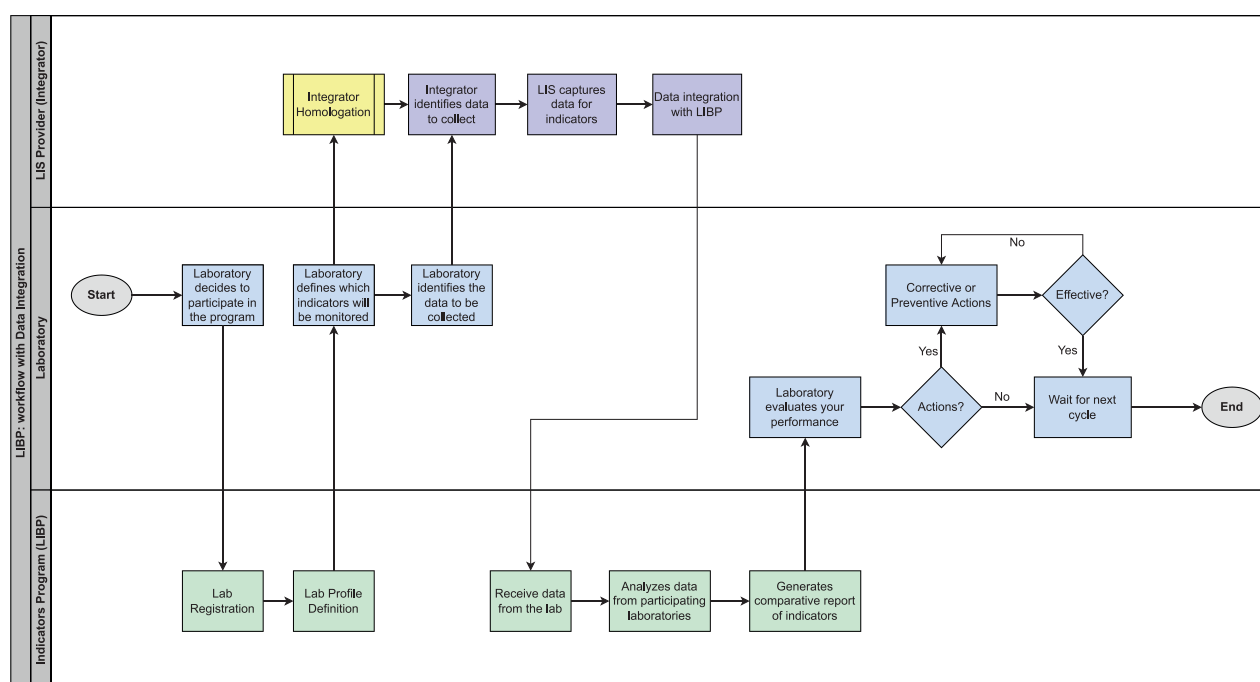 LIBP: workflow with Data Integration
LIS Provider (Integrator)
Integrator
Homologation
Integrator
identifies data
to collect
LIS captures
data for
indicators
Data integration
with LIBP
Laboratory
Start
Laboratory
decides to
participate in
the program
Laboratory
defines which
indicators will
be monitored
Laboratory
identifies the
data to be
collected
No
Corrective or
Preventive Actions
Effective?
Yes
Yes
Laboratory
evaluates your
performance
Actions?
No
Wait for next
cycle
End
Indicators Program (LIBP)
Lab
Registration
Lab Profile
Definition
Receive data
from the lab
Analyzes data
from participating
laboratories
Generates
comparative report
of indicators